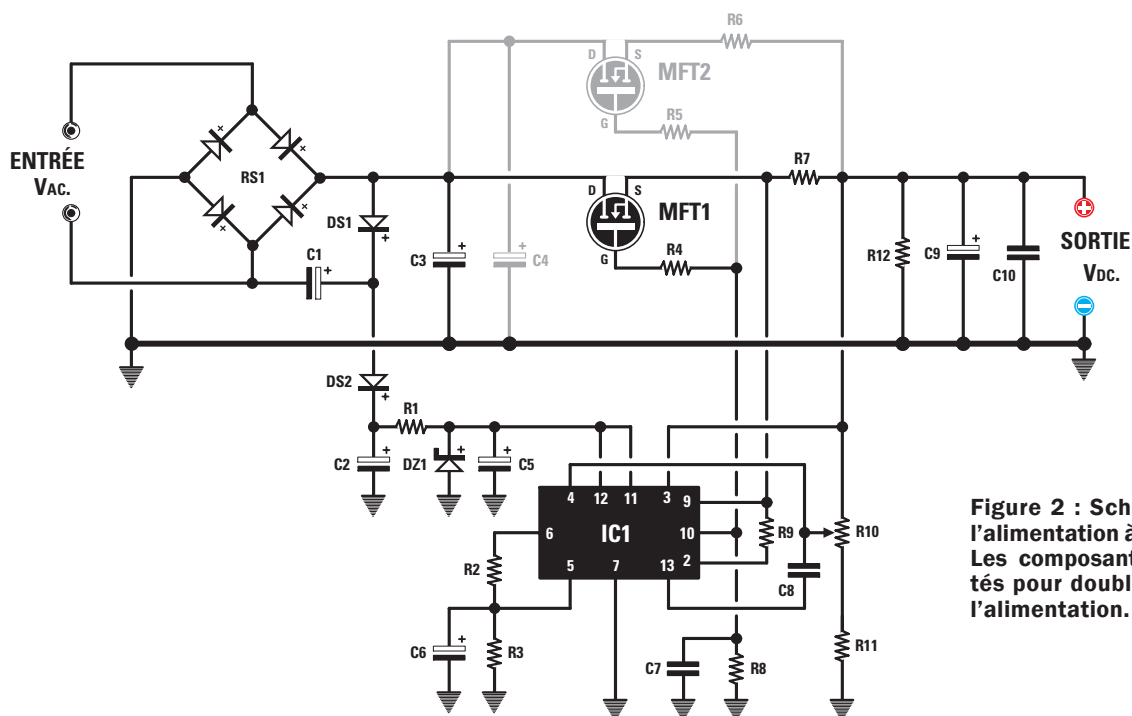 R6
D
S
MFT2
G
R5
ENTRÉE
VAC.
RS1
R7
D
S
MFT1
DS1
C1
+
C3
+
C4
+
G
R4
R12
C9
+
C10
SORTIE
VDC.
DS2
+
R1
C2
+
DZ1
+
C5
+
4
12
11
3
9
6
IC1
10
R9
R10
5
7
13
2
R2
C8
C6
+
R3
C7
R8
R11
Figure 2 : Sch
l'alimentation à
Les composant
tés pour doubl
l'alimentation.